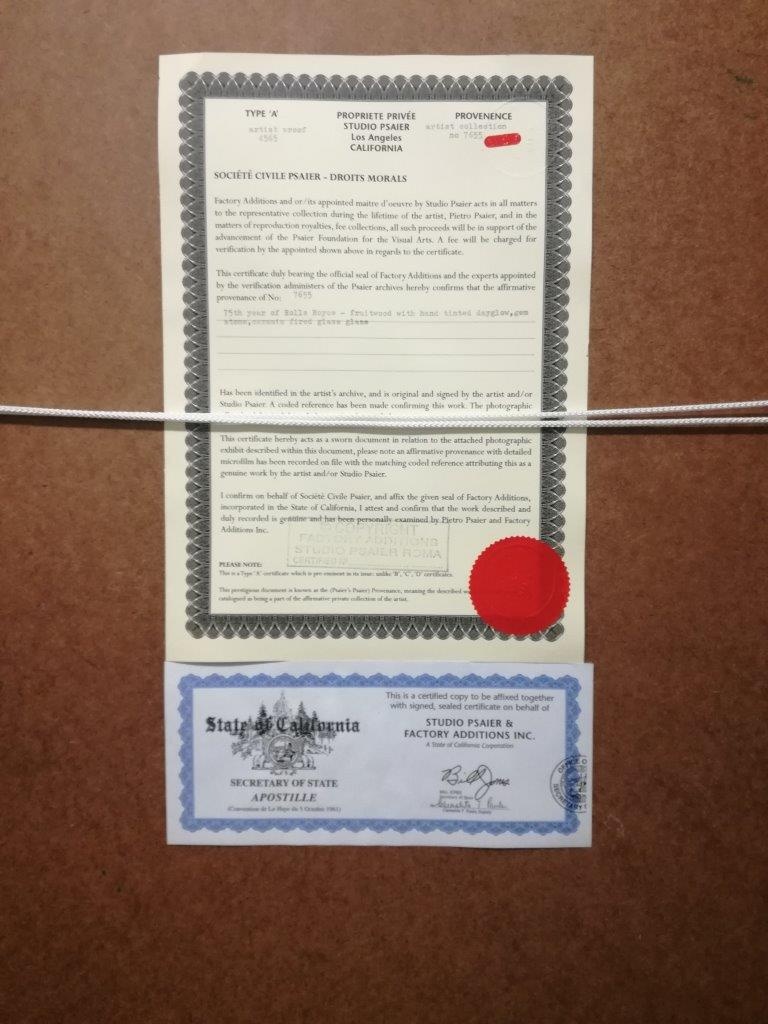 TYPE 'A'
artist proof
4565
PROPRIETE PRIVÉE
STUDIO PSAIER
Los Angeles
CALIFORNIA
PROVENENCE
artist collection
no 7655
SOCIÉTÉ CIVILE PSAIER - DROITS MORALS
Factory Additions and or/its appointed maitre d'oeuvre by Studio Psaier acts in all matters
to the representative collection during the lifetime of the artist, Pietro Psaier, and in the
matters of reproduction royalties, fee collections, all such proceeds will be in support of the
advancement of the Psaier Foundation for the Visual Arts. A fee will be charged for
verification by the appointed shown above in regards to the certificate.
This certificate duly bearing the official seal of Factory Additions and the experts appointed
by the verification administers of the Psaier archives hereby confirms that the affirmative
provenance of No: 7655
75th year of Rolls Royce - fruitwood with hand tinted dayglow,gem
stone,ceramic fired glass glaze
Has been identified in the artist's archive, and is original and signed by the artist and/or
Studio Psaier. A coded reference has been made confirming this work. The photographic
This certificate hereby acts as a sworn document in relation to the attached photographic
exhibit described within this document, please note an affirmative provenance with detailed
microfilm has been recorded on file with the matching coded reference attributing this as a
genuine work by the artist and/or Studio Psaier.
I confirm on behalf of Société Civile Psaier, and affix the given seal of Factory Additions,
incorporated in the State of California, I attest and confirm that the work described and
duly recorded is genuine and has been personally examined by Pietro Psaier and Factory
Additions Inc.
© COPYRIGHT
FACTORY ADDITIONS
STUDIO PSAIER ROMA
CERTIFIED
PLEASE NOTE:
This is a Type 'A' certificate which is pre-eminent in its issue: unlike 'B', 'C', 'D' certificates.
This prestigious document is known as the (Psaier's Psaier) Provenance, meaning the described
catalogued as being a part of the affirmative private collection of the artist.
State of California
SECRETARY OF STATE
APOSTILLE
(Convention de La Haye du 5 Octobre 1961)
This is a certified copy to be affixed together
with signed, sealed certificate on behalf of
STUDIO PSAIER &
FACTORY ADDITIONS INC.
A State of California Corporation
Bill Jones
BILL JONES
Secretary of State